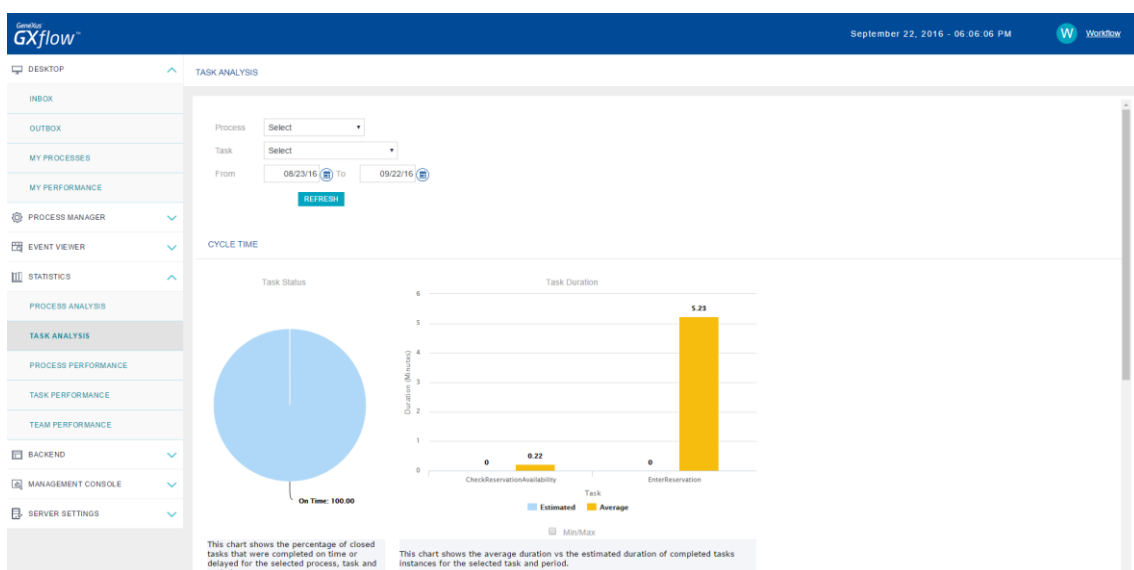 GeneXus
GXflow™
September 22, 2016 - 06:06:06 PM
W
Workflow
DESKTOP
INBOX
OUTBOX
MY PROCESSES
MY PERFORMANCE
PROCESS MANAGER
EVENT VIEWER
STATISTICS
PROCESS ANALYSIS
TASK ANALYSIS
PROCESS PERFORMANCE
TASK PERFORMANCE
TEAM PERFORMANCE
BACKEND
MANAGEMENT CONSOLE
SERVER SETTINGS
TASK ANALYSIS
Process Select
Task Select
From 08/23/16 To 09/22/16
REFRESH
CYCLE TIME
Task Status
On Time: 100.00
This chart shows the percentage of closed
tasks that were completed on time or
delayed for the selected process, task and
Task Duration
Duration (Minutes)
6
5
4
3
2
1
0
0
0.22
0
5.23
CheckReservationAvailability
EnterReservation
Task
Estimated
Average
Min/Max
This chart shows the average duration vs the estimated duration of completed tasks
instances for the selected task and period.